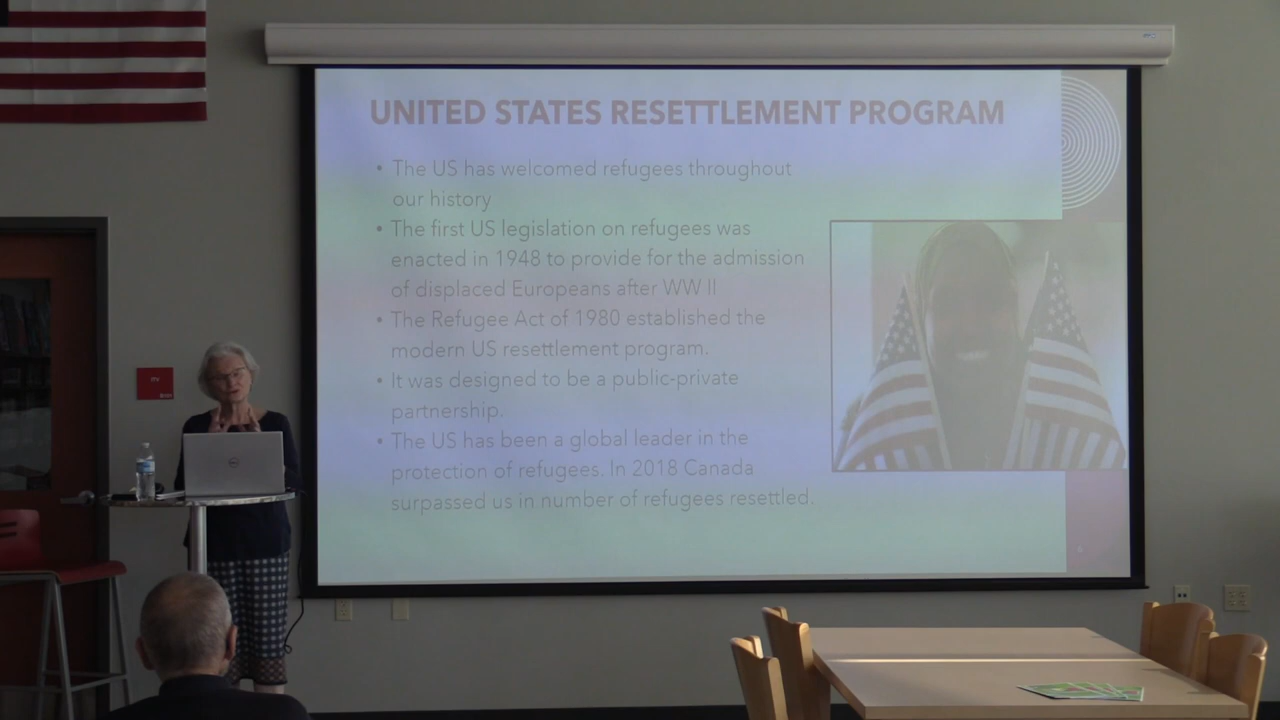 UNITED STATES RESETTLEMENT PROGRAM
• The US has welcomed refugees throughout
our history
• The first US legislation on refugees was
enacted in 1948 to provide for the admission
of displaced Europeans after WW II
• The Refugee Act of 1980 established the
modern US resettlement program.
• It was designed to be a public-private
partnership.
• The US has been a global leader in the
protection of refugees. In 2018 Canada
surpassed us in number of refugees resettled.